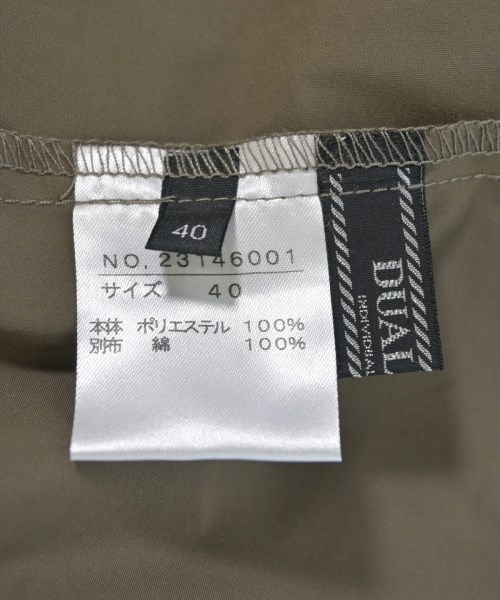 40
NO. 23146001
サイズ 40
本体 ポリエステル 100%
別布 綿 100%
DUAL
INDIVIDUAL